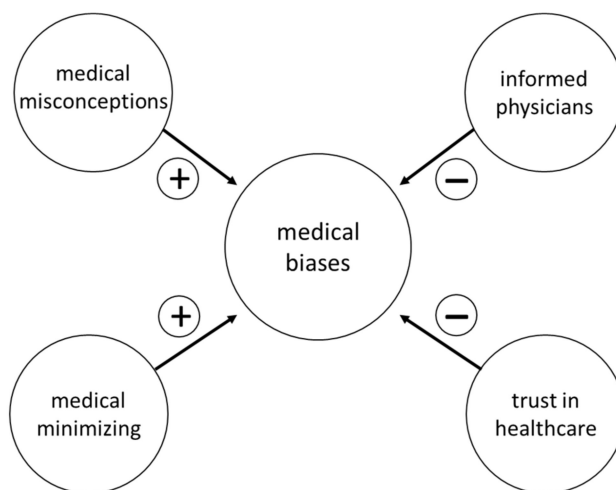 medical
misconceptions
informed
physicians
+
−
medical
biases
+
−
medical
minimizing
trust in
healthcare